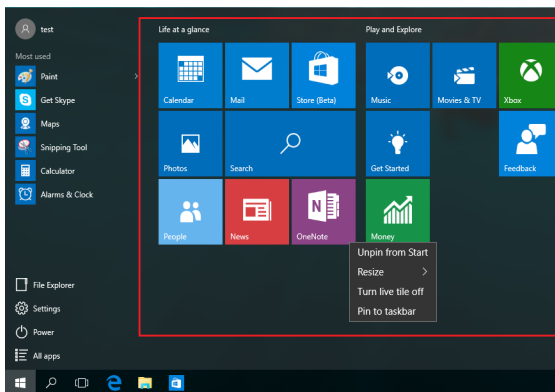 test
Life at a glance
Play and Explore
Most used
Paint
Get Skype
Maps
Snipping Tool
Calculator
Alarms & Clock
Calendar
Mail
Store (Beta)
Music
Movies & TV
Xbox
Photos
Search
Get Started
Feedback
People
News
OneNote
Money
Unpin from Start
Resize
Turn live tile off
Pin to taskbar
File Explorer
Settings
Power
All apps